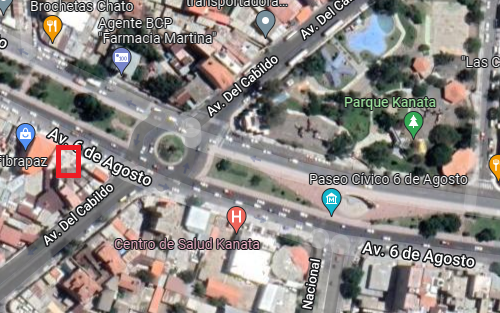 Brochetas Chato
transportadora...
Agente BCP
"Farmacia Martina"
Av. Del Cabildo
"Las C
Parque Kanata
Fibrapaz
Av. 6 de Agosto
Paseo Cívico 6 de Agosto
Av. Del Cabildo
Centro de Salud Kanata
Av. 6 de Agosto
Nacional